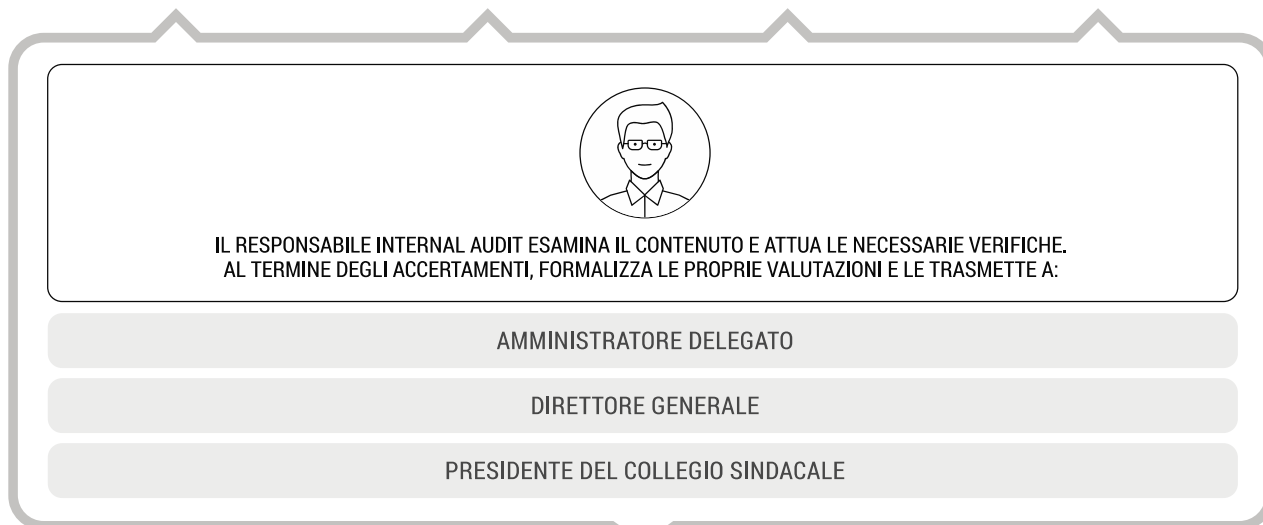 IL RESPONSABILE INTERNAL AUDIT ESAMINA IL CONTENUTO E ATTUA LE NECESSARIE VERIFICHE.
AL TERMINE DEGLI ACCERTAMENTI, FORMALIZZA LE PROPRIE VALUTAZIONI E LE TRASMETTE A:
AMMINISTRATORE DELEGATO
DIRETTORE GENERALE
PRESIDENTE DEL COLLEGIO SINDACALE